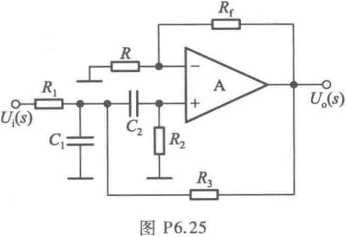 R_f
R
−
A
+
R_1
U_i(s)
C_1
C_2
R_2
R_3
U_o(s)
图 P6.25